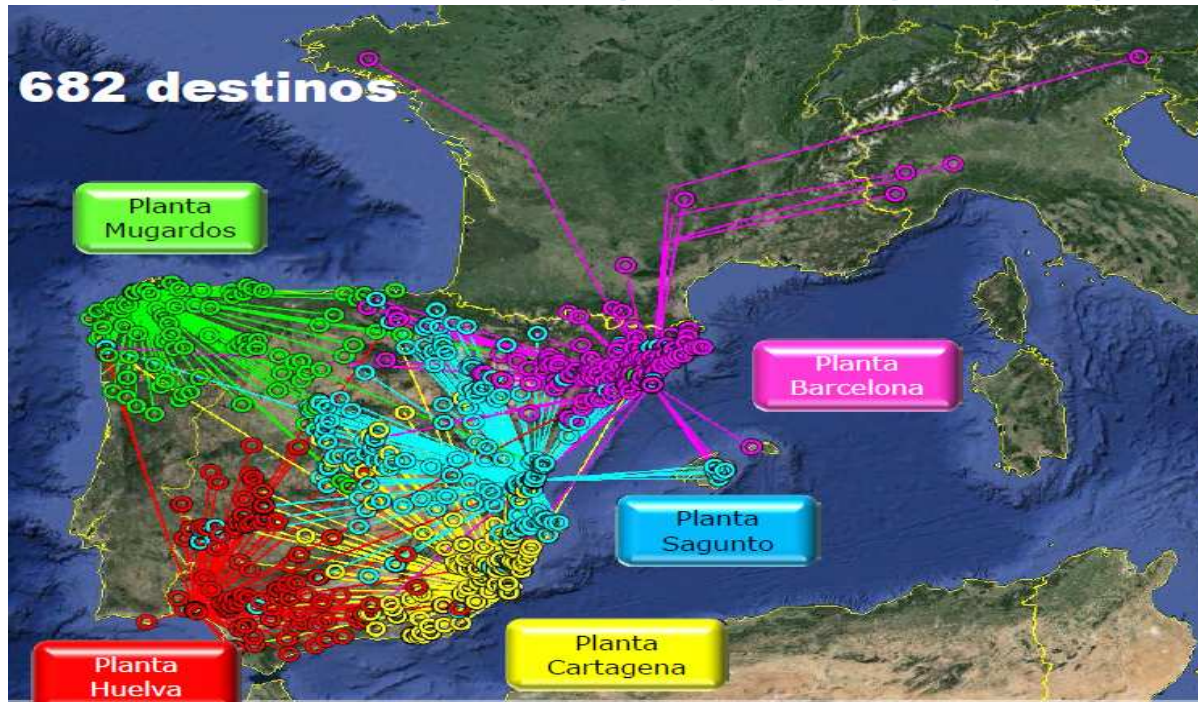 682 destinos
Planta
Mugardos
Planta
Barcelona
Planta
Sagunto
Planta
Cartagena
Planta
Huelva